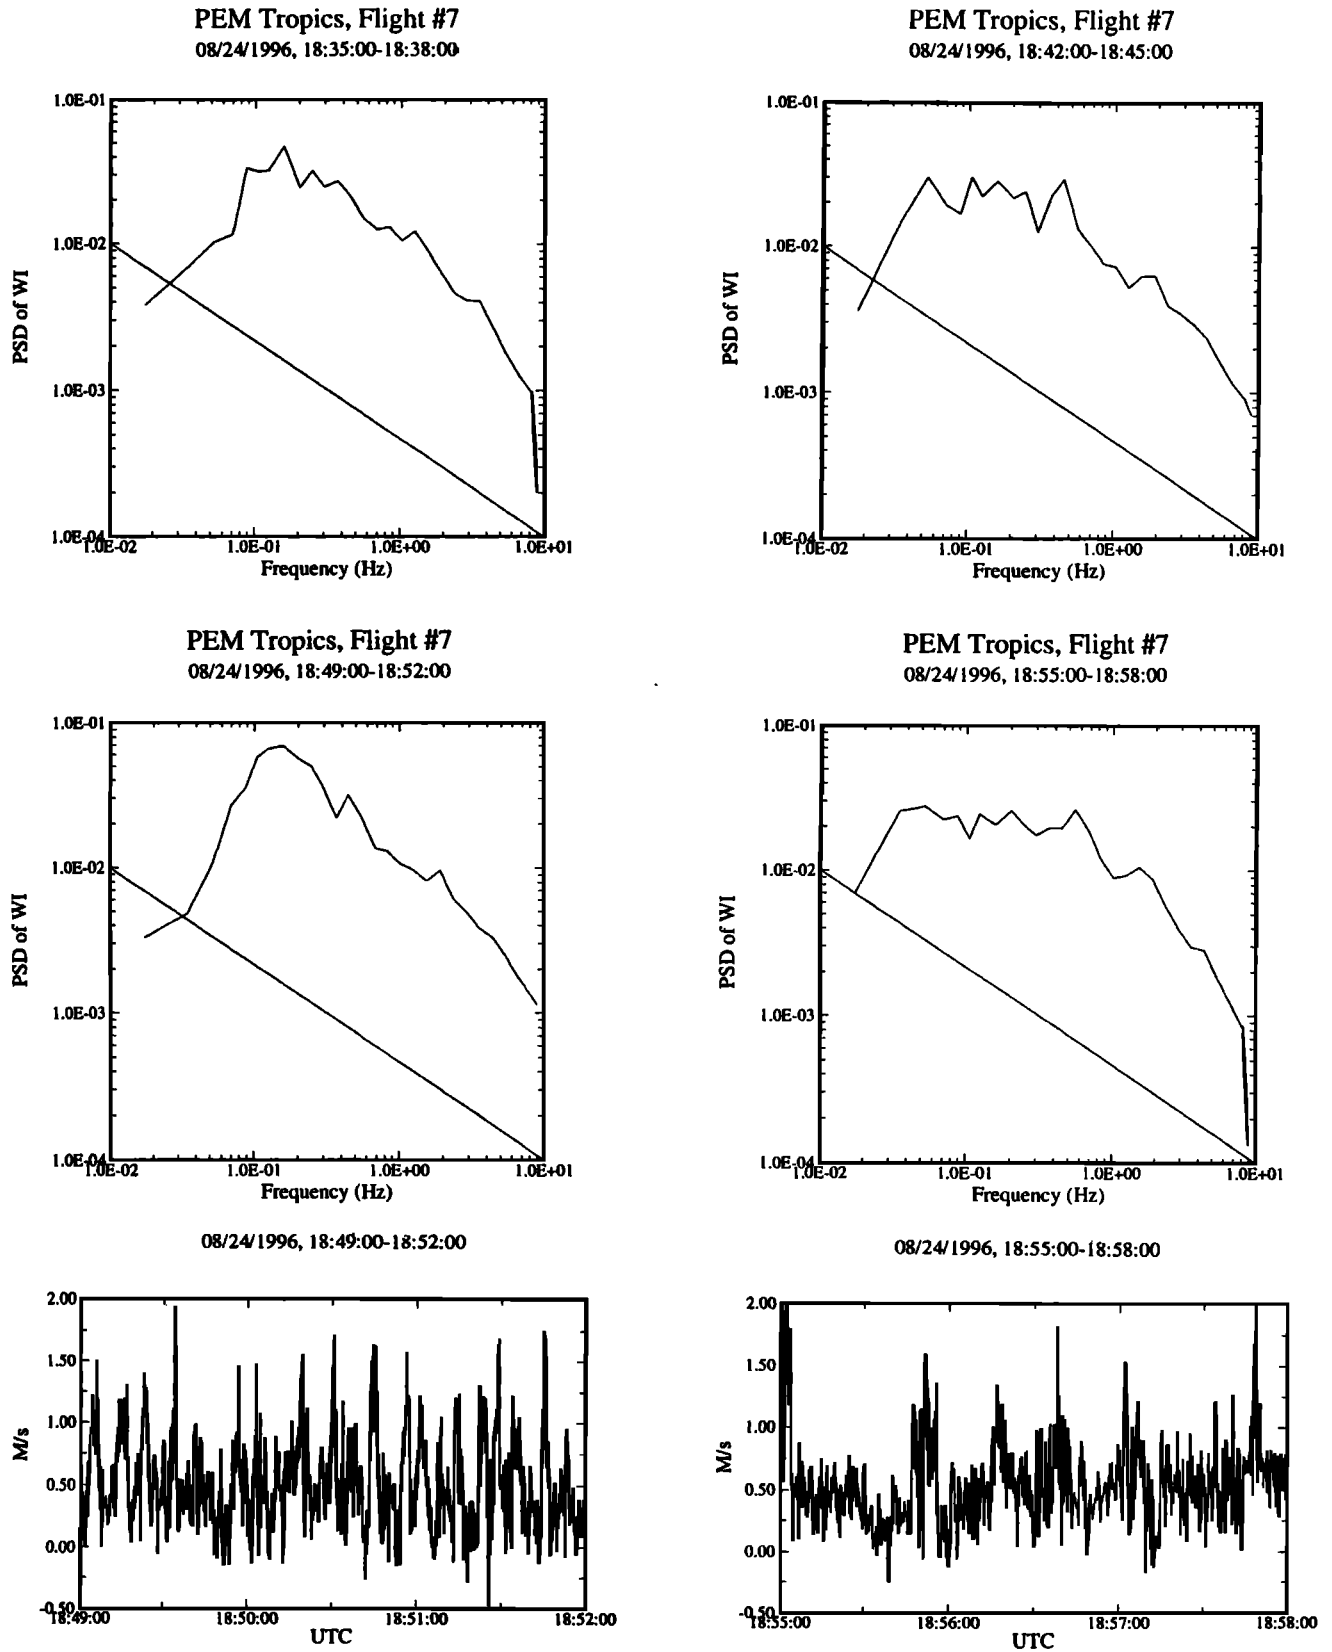 PEM Tropics, Flight #7
08/24/1996, 18:35:00-18:38:00
1.0E-01
1.0E-02
1.0E-03
1.0E-04
PSD of WI
1.0E-02 1.0E-01 1.0E+00 1.0E+01
Frequency (Hz)
PEM Tropics, Flight #7
08/24/1996, 18:42:00-18:45:00
1.0E-01
1.0E-02
1.0E-03
1.0E-04
PSD of WI
1.0E-02 1.0E-01 1.0E+00 1.0E+01
Frequency (Hz)
PEM Tropics, Flight #7
08/24/1996, 18:49:00-18:52:00
1.0E-01
1.0E-02
1.0E-03
1.0E-04
PSD of WI
1.0E-02 1.0E-01 1.0E+00 1.0E+01
Frequency (Hz)
PEM Tropics, Flight #7
08/24/1996, 18:55:00-18:58:00
1.0E-01
1.0E-02
1.0E-03
1.0E-04
PSD of WI
1.0E-02 1.0E-01 1.0E+00 1.0E+01
Frequency (Hz)
08/24/1996, 18:49:00-18:52:00
2.00
1.50
1.00
0.50
0.00
-0.50
M/s
18:49:00 18:50:00 18:51:00 18:52:00
UTC
08/24/1996, 18:55:00-18:58:00
2.00
1.50
1.00
0.50
0.00
-0.50
M/s
18:55:00 18:56:00 18:57:00 18:58:00
UTC